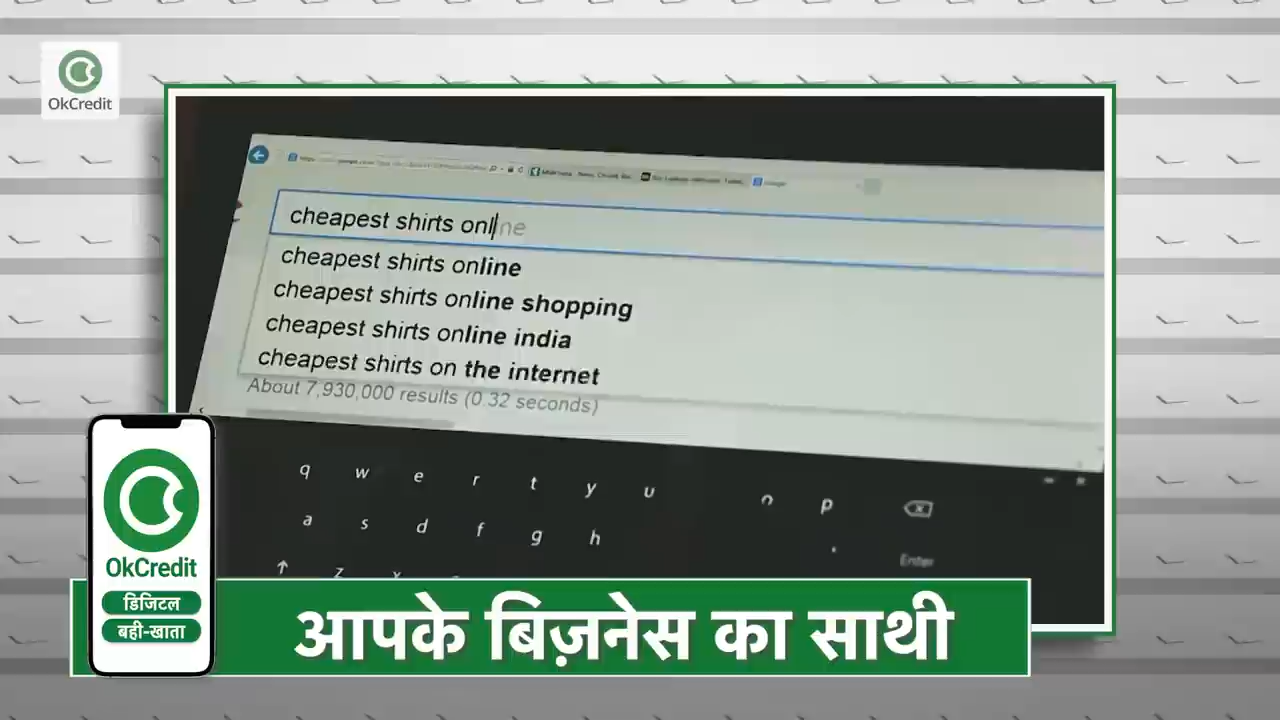 OkCredit
cheapest shirts online
cheapest shirts online
cheapest shirts online shopping
cheapest shirts online india
cheapest shirts on the internet
About 7,930,000 results (0.32 seconds)
q w e r t y u o p
a s d f g h
Enter
OkCredit
डिजिटल
बही-खाता
आपके बिज़नेस का साथी